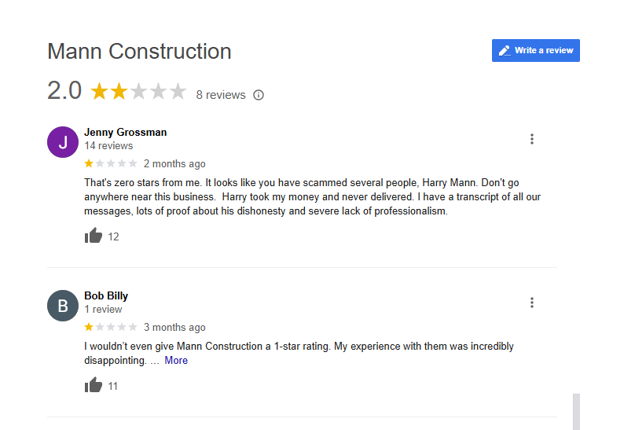 Mann Construction
Write a review
2.0 8 reviews
J
Jenny Grossman
14 reviews
2 months ago
That's zero stars from me. It looks like you have scammed several people, Harry Mann. Don't go
anywhere near this business.  Harry took my money and never delivered. I have a transcript of all our
messages, lots of proof about his dishonesty and severe lack of professionalism.
12
B
Bob Billy
1 review
3 months ago
I wouldn't even give Mann Construction a 1-star rating. My experience with them was incredibly
disappointing. ... More
11